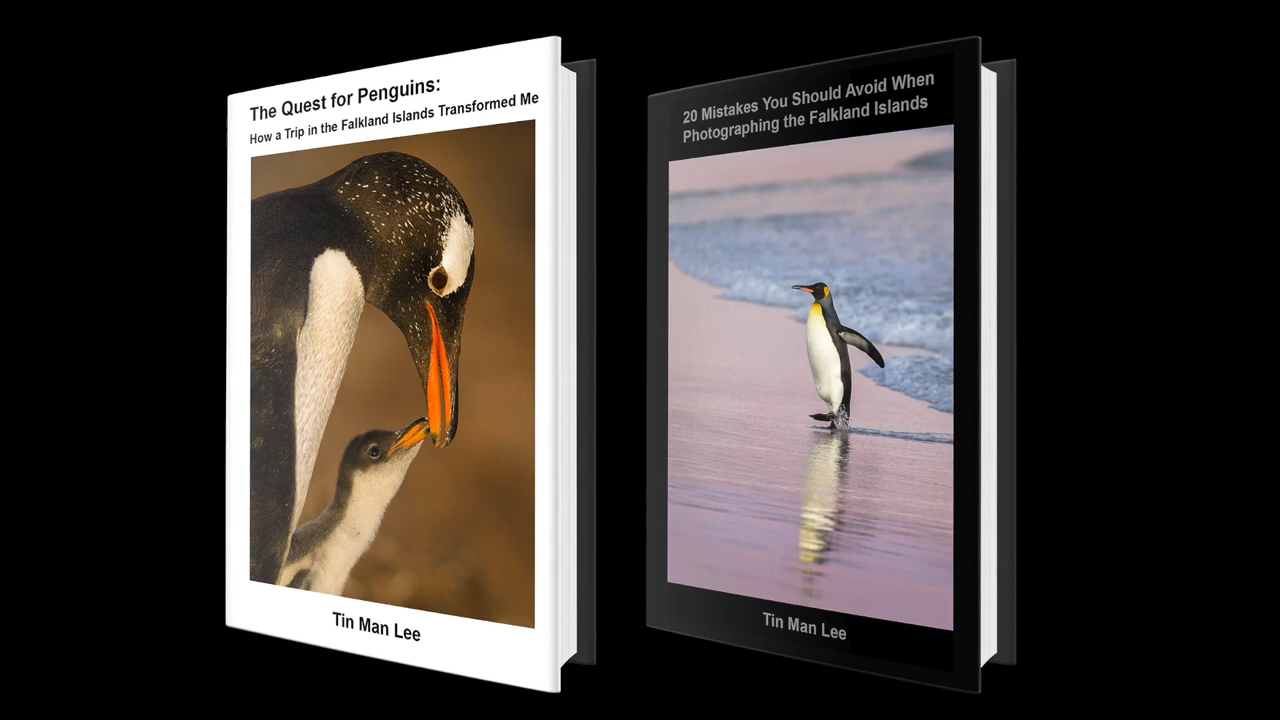 The Quest for Penguins:
How a Trip in the Falkland Islands Transformed Me
Tin Man Lee
20 Mistakes You Should Avoid When
Photographing the Falkland Islands
Tin Man Lee